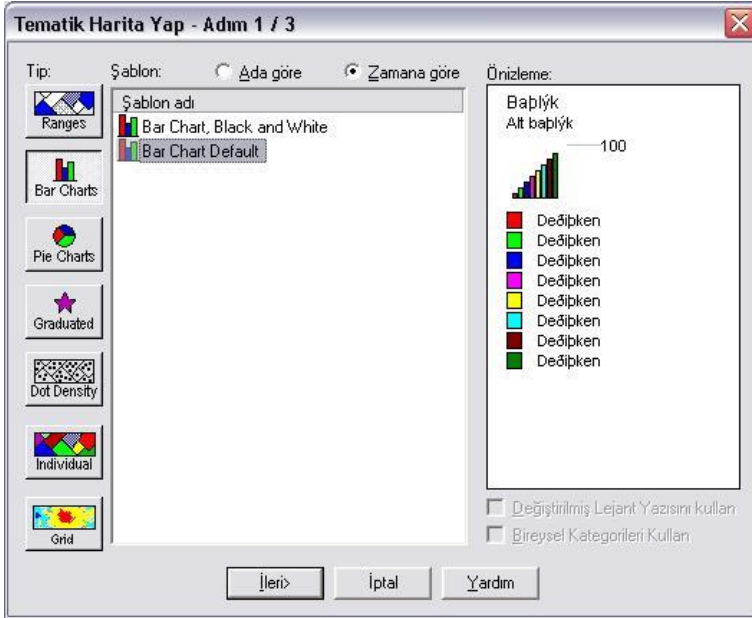 Tematik Harita Yap - Adım 1 / 3
Tip:
Şablon:
Ada göre
Zamana göre
Önizleme:
Ranges
Bar Charts
Pie Charts
Graduated
Dot Density
Individual
Grid
Şablon adı
Bar Chart, Black and White
Bar Chart Default
Baþlýk
Alt baþlýk
100
Deðiþken
Deðiþken
Deðiþken
Deðiþken
Deðiþken
Deðiþken
Deðiþken
Deðiþken
Değiştirilmiş Lejant Yazısını kullan
Bireysel Kategorileri Kullan
İleri>
İptal
Yardım